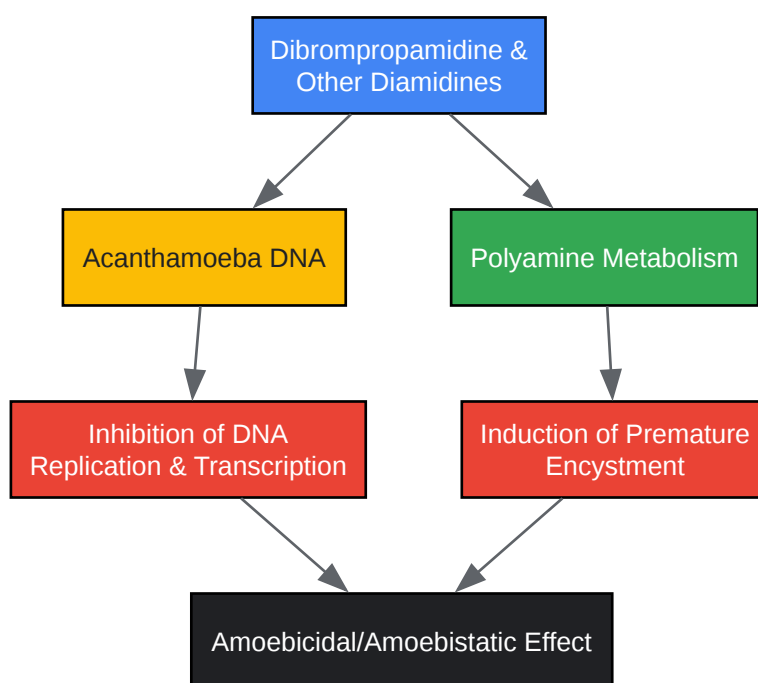 Dibrompropamidine &
Other Diamidines
Acanthamoeba DNA
Polyamine Metabolism
Inhibition of DNA
Replication & Transcription
Induction of Premature
Encystment
Amoebicidal/Amoebistatic Effect